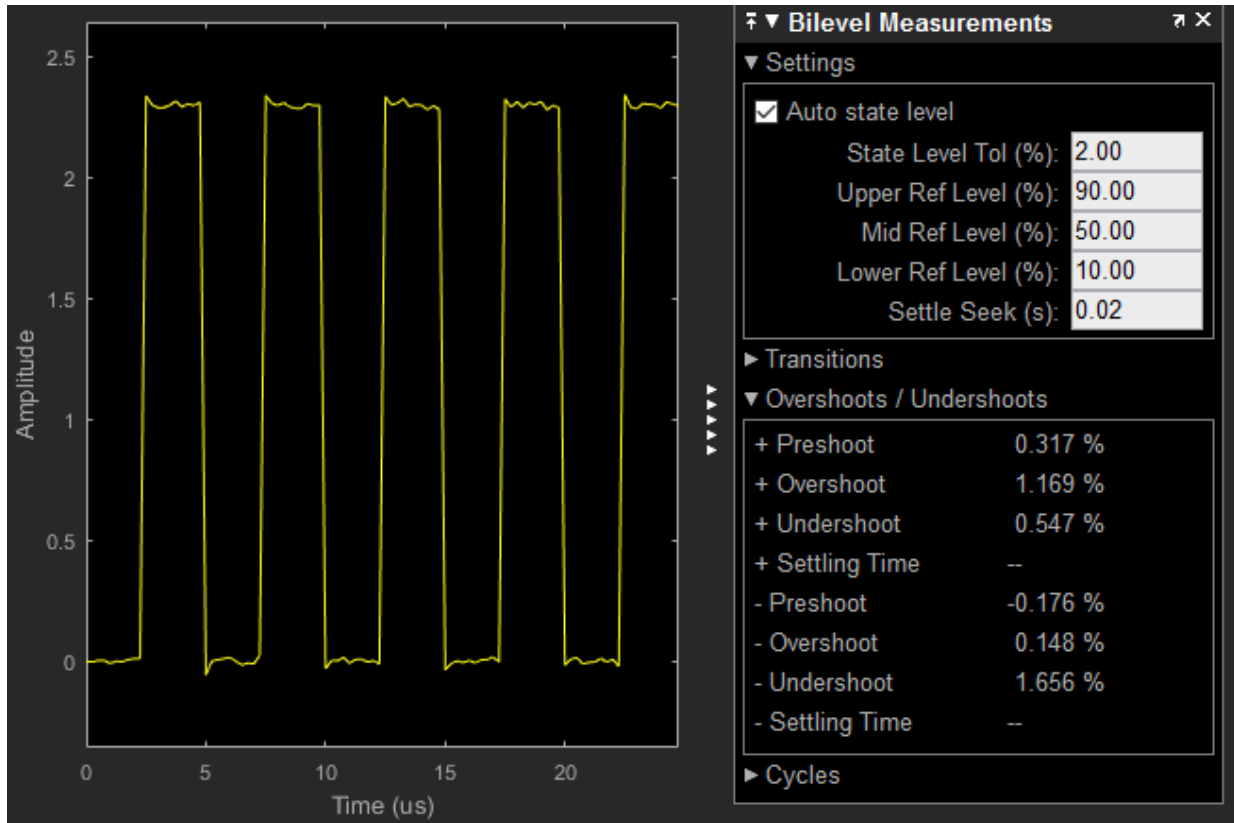 2.5
2
1.5
1
0.5
0
Amplitude
0 5 10 15 20
Time (us)
Bilevel Measurements
Settings
Auto state level
State Level Tol (%): 2.00
Upper Ref Level (%): 90.00
Mid Ref Level (%): 50.00
Lower Ref Level (%): 10.00
Settle Seek (s): 0.02
Transitions
Overshoots / Undershoots
+ Preshoot 0.317 %
+ Overshoot 1.169 %
+ Undershoot 0.547 %
+ Settling Time --
- Preshoot -0.176 %
- Overshoot 0.148 %
- Undershoot 1.656 %
- Settling Time --
Cycles